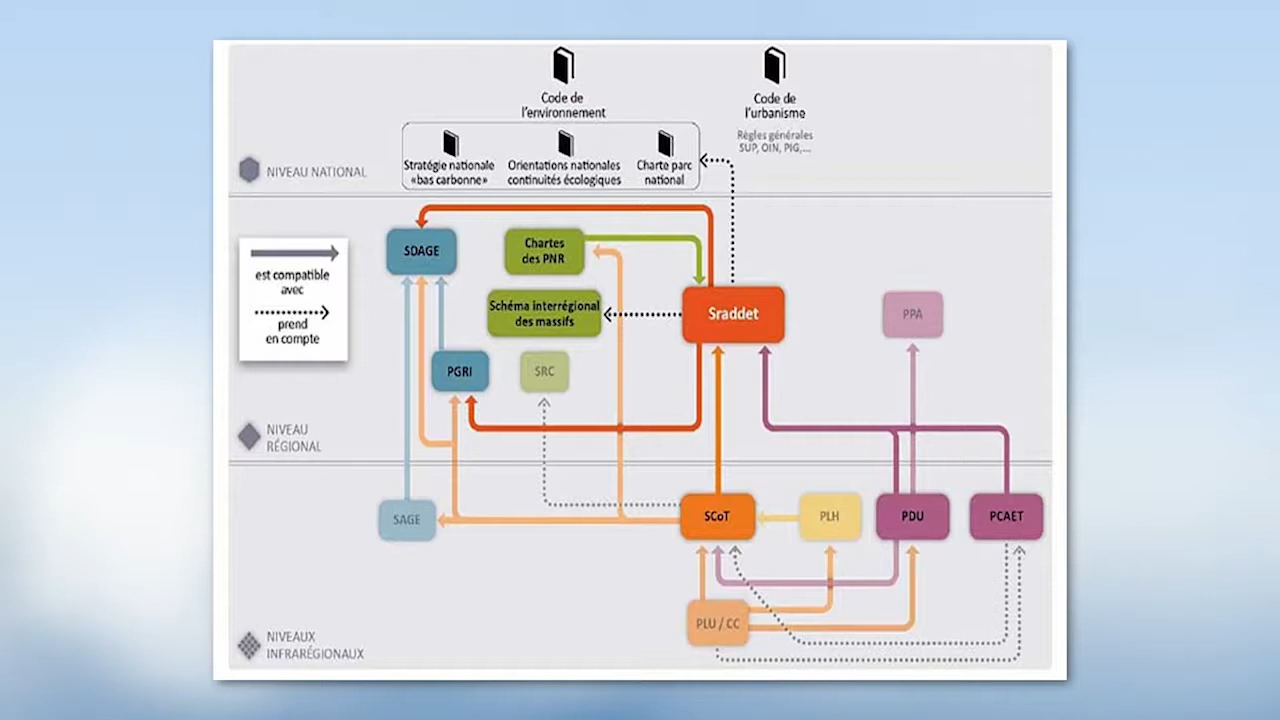 Code de
l'environnement
Code de
l'urbanisme
Règles générales
SUP, OIN, PIG,...
Stratégie nationale
«bas carbonne»
Orientations nationales
continuités écologiques
Charte parc
national
NIVEAU NATIONAL
est compatible
avec
prend
en compte
SDAGE
Chartes
des PNR
Schéma interrégional
des massifs
Sraddet
PPA
PGRI
SRC
NIVEAU
RÉGIONAL
SAGE
SCoT
PLH
PDU
PCAET
PLU / CC
NIVEAUX
INFRARÉGIONAUX